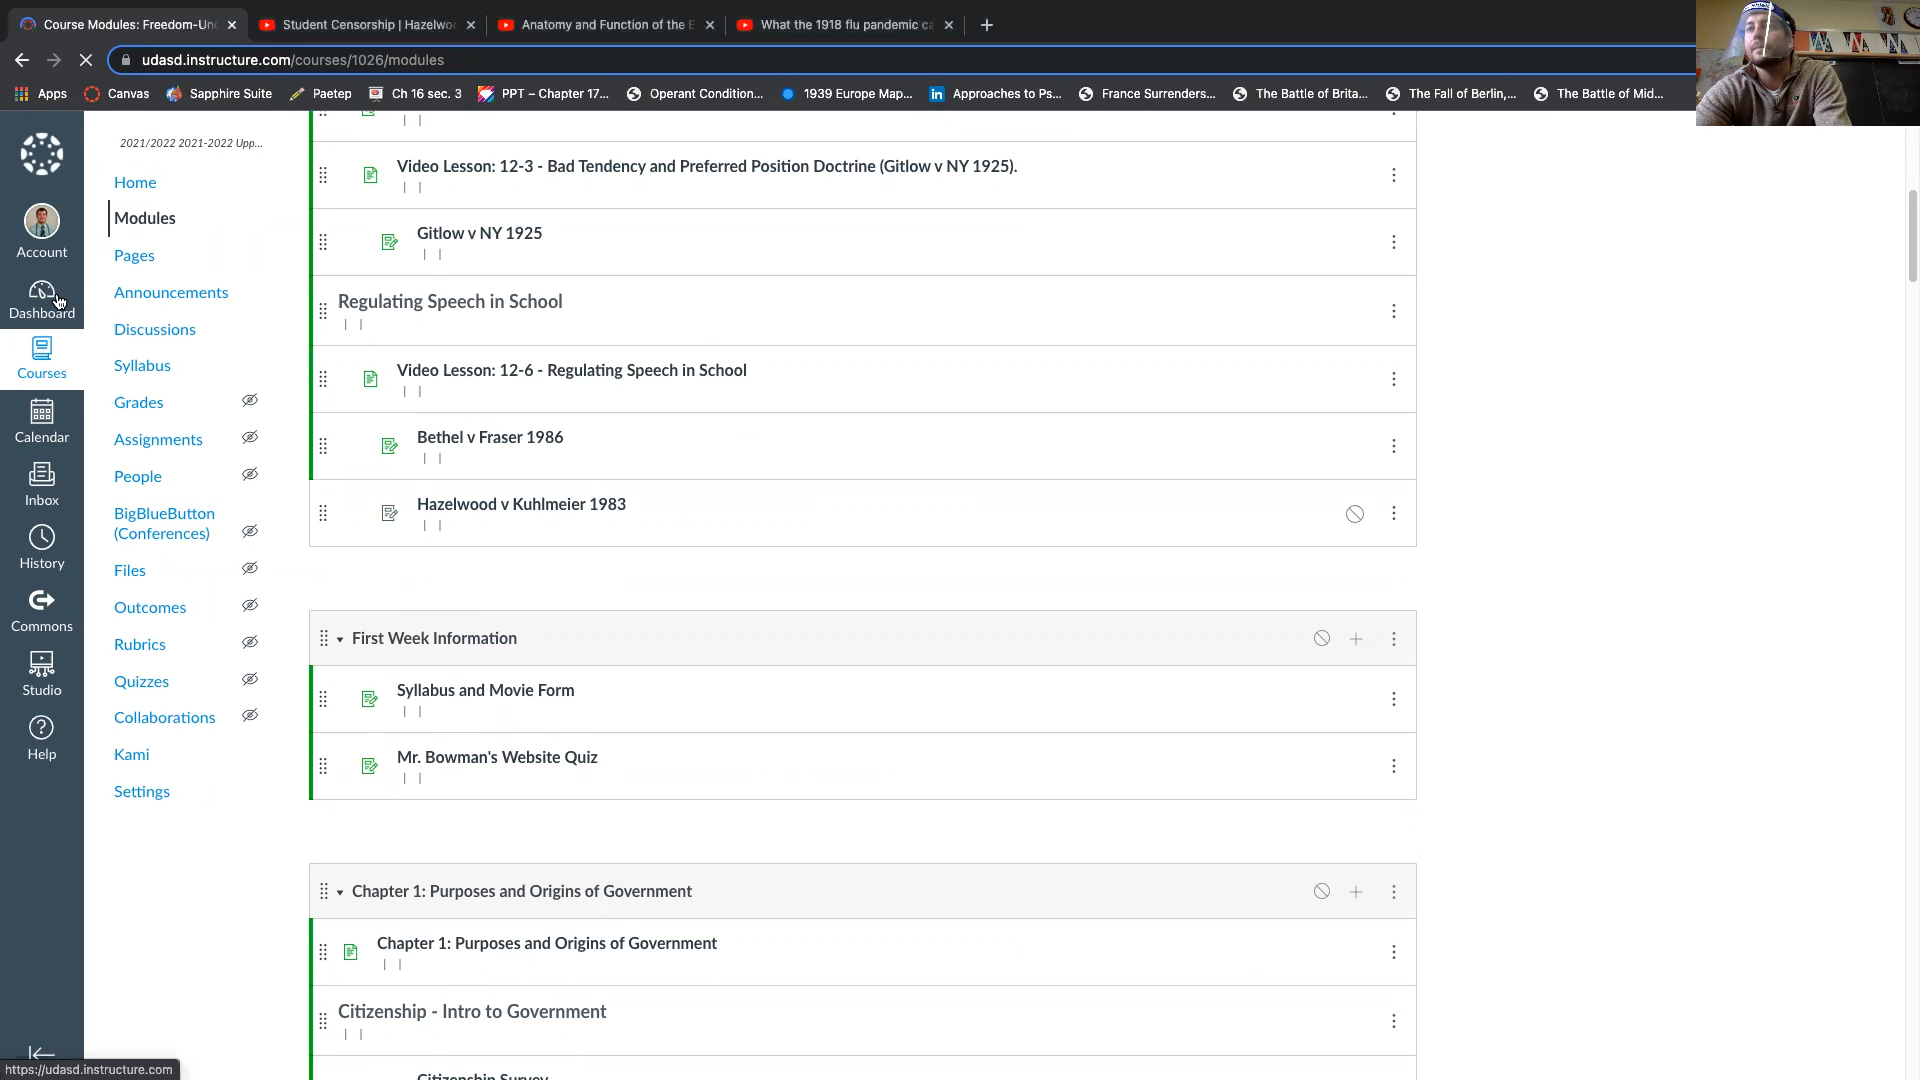 Course Modules: Freedom-Un
Student Censorship | Hazelwo
Anatomy and Function of the E
What the 1918 flu pandemic ca
udasd.instructure.com/courses/1026/modules
Apps
Canvas
Sapphire Suite
Paetep
Ch 16 sec. 3
PPT – Chapter 17...
Operant Condition...
1939 Europe Map...
Approaches to Ps...
France Surrenders...
The Battle of Brita...
The Fall of Berlin,...
The Battle of Mid...
Account
Dashboard
Courses
Calendar
Inbox
History
Commons
Studio
Help
2021/2022 2021-2022 Upp...
Home
Modules
Pages
Announcements
Discussions
Syllabus
Grades
Assignments
People
BigBlueButton
(Conferences)
Files
Outcomes
Rubrics
Quizzes
Collaborations
Kami
Settings
Video Lesson: 12-3 - Bad Tendency and Preferred Position Doctrine (Gitlow v NY 1925).
Gitlow v NY 1925
Regulating Speech in School
Video Lesson: 12-6 - Regulating Speech in School
Bethel v Fraser 1986
Hazelwood v Kuhlmeier 1983
First Week Information
Syllabus and Movie Form
Mr. Bowman's Website Quiz
Chapter 1: Purposes and Origins of Government
Chapter 1: Purposes and Origins of Government
Citizenship - Intro to Government
Citizenship Survey
https://udasd.instructure.com